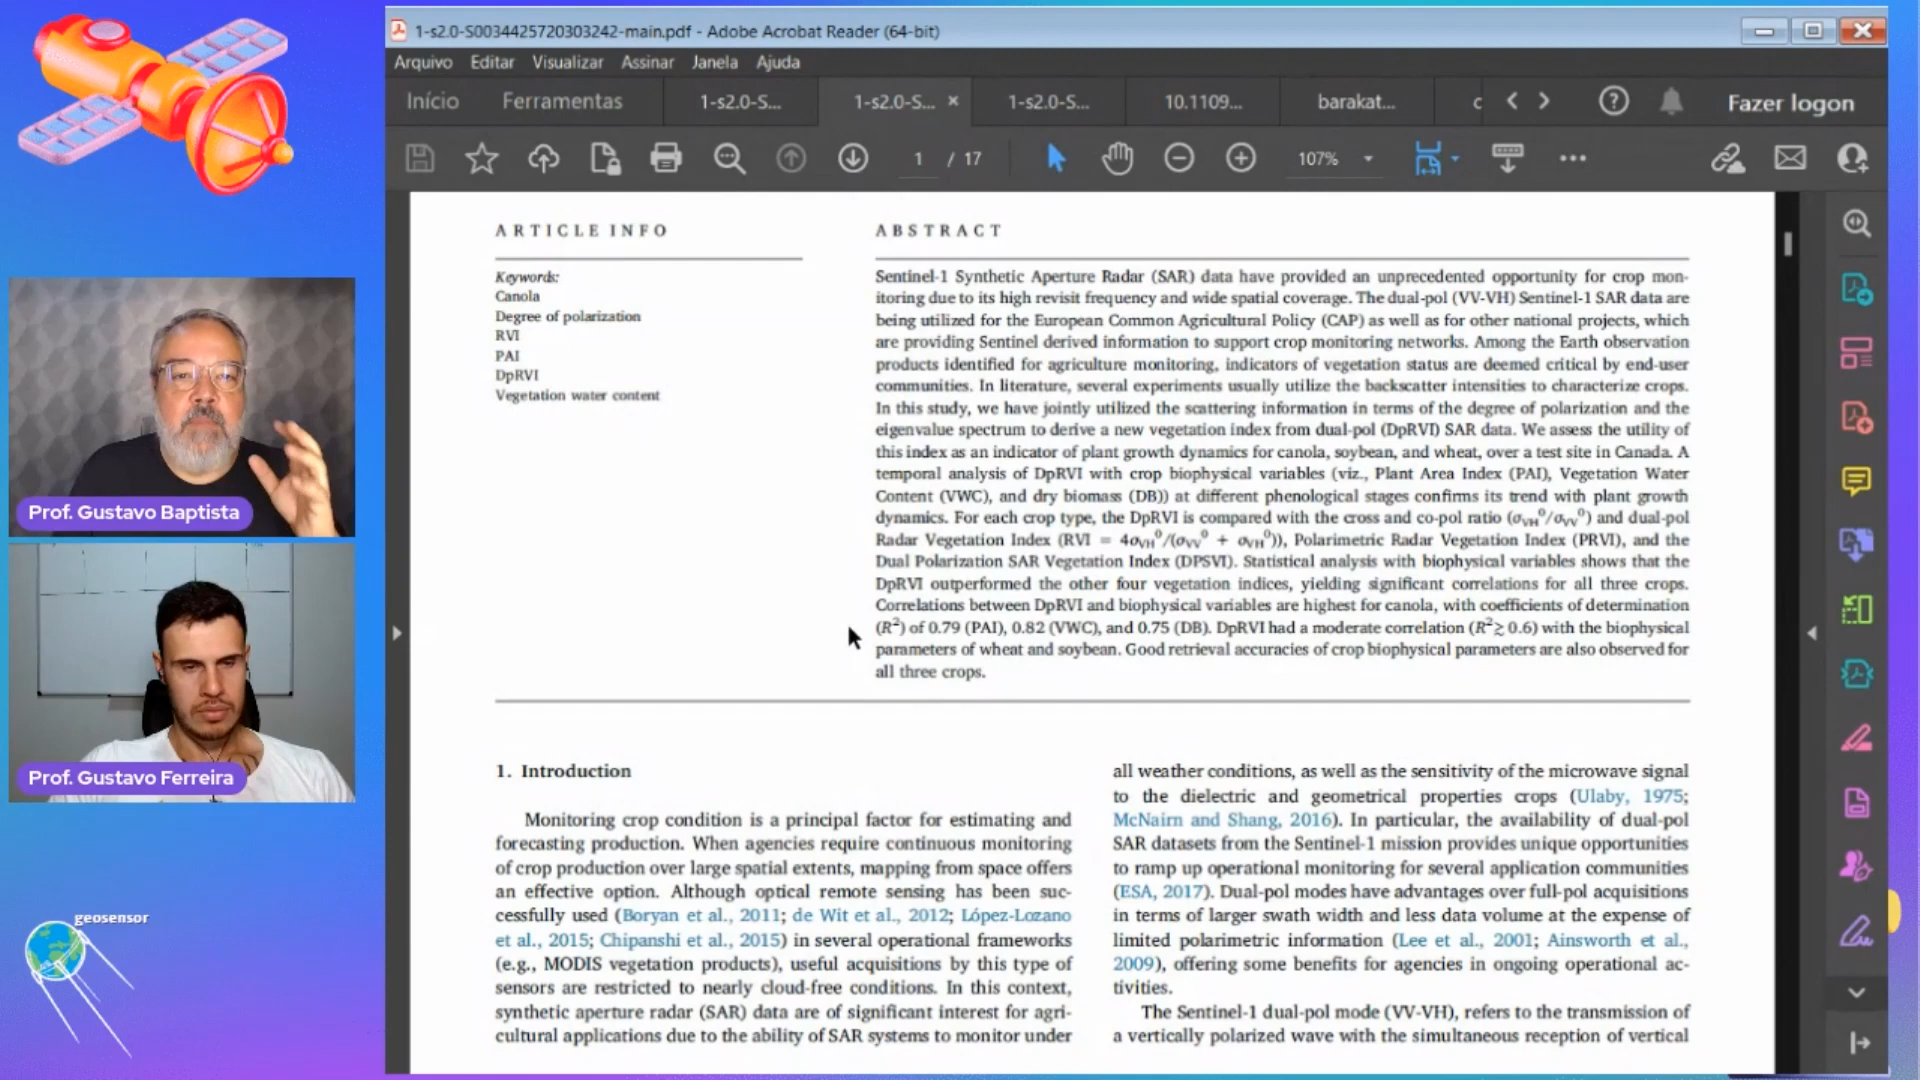 1-s2.0-S0034425720303242-main.pdf - Adobe Acrobat Reader (64-bit)
Arquivo Editar Visualizar Assinar Janela Ajuda
Início Ferramentas 1-s2.0-S... 1-s2.0-S... × 1-s2.0-S... 10.1109... barakat... c Fazer logon
1 / 17 107%
ARTICLE INFO
Keywords:
Canola
Degree of polarization
RVI
PAI
DpRVI
Vegetation water content
ABSTRACT
Sentinel-1 Synthetic Aperture Radar (SAR) data have provided an unprecedented opportunity for crop mon-
itoring due to its high revisit frequency and wide spatial coverage. The dual-pol (VV-VH) Sentinel-1 SAR data are
being utilized for the European Common Agricultural Policy (CAP) as well as for other national projects, which
are providing Sentinel derived information to support crop monitoring networks. Among the Earth observation
products identified for agriculture monitoring, indicators of vegetation status are deemed critical by end-user
communities. In literature, several experiments usually utilize the backscatter intensities to characterize crops.
In this study, we have jointly utilized the scattering information in terms of the degree of polarization and the
eigenvalue spectrum to derive a new vegetation index from dual-pol (DpRVI) SAR data. We assess the utility of
this index as an indicator of plant growth dynamics for canola, soybean, and wheat, over a test site in Canada. A
temporal analysis of DpRVI with crop biophysical variables (viz., Plant Area Index (PAI), Vegetation Water
Content (VWC), and dry biomass (DB)) at different phenological stages confirms its trend with plant growth
dynamics. For each crop type, the DpRVI is compared with the cross and co-pol ratio (σVH⁰/σVV⁰) and dual-pol
Radar Vegetation Index (RVI = 4σVH⁰/(σVV⁰ + σVH⁰)), Polarimetric Radar Vegetation Index (PRVI), and the
Dual Polarization SAR Vegetation Index (DPSVI). Statistical analysis with biophysical variables shows that the
DpRVI outperformed the other four vegetation indices, yielding significant correlations for all three crops.
Correlations between DpRVI and biophysical variables are highest for canola, with coefficients of determination
(R²) of 0.79 (PAI), 0.82 (VWC), and 0.75 (DB). DpRVI had a moderate correlation (R²≳ 0.6) with the biophysical
parameters of wheat and soybean. Good retrieval accuracies of crop biophysical parameters are also observed for
all three crops.
1. Introduction
Monitoring crop condition is a principal factor for estimating and
forecasting production. When agencies require continuous monitoring
of crop production over large spatial extents, mapping from space offers
an effective option. Although optical remote sensing has been suc-
cessfully used (Boryan et al., 2011; de Wit et al., 2012; López-Lozano
et al., 2015; Chipanshi et al., 2015) in several operational frameworks
(e.g., MODIS vegetation products), useful acquisitions by this type of
sensors are restricted to nearly cloud-free conditions. In this context,
synthetic aperture radar (SAR) data are of significant interest for agri-
cultural applications due to the ability of SAR systems to monitor under
all weather conditions, as well as the sensitivity of the microwave signal
to the dielectric and geometrical properties crops (Ulaby, 1975;
McNairn and Shang, 2016). In particular, the availability of dual-pol
SAR datasets from the Sentinel-1 mission provides unique opportunities
to ramp up operational monitoring for several application communities
(ESA, 2017). Dual-pol modes have advantages over full-pol acquisitions
in terms of larger swath width and less data volume at the expense of
limited polarimetric information (Lee et al., 2001; Ainsworth et al.,
2009), offering some benefits for agencies in ongoing operational ac-
tivities.
The Sentinel-1 dual-pol mode (VV-VH), refers to the transmission of
a vertically polarized wave with the simultaneous reception of vertical
Prof. Gustavo Baptista
Prof. Gustavo Ferreira
geosensor